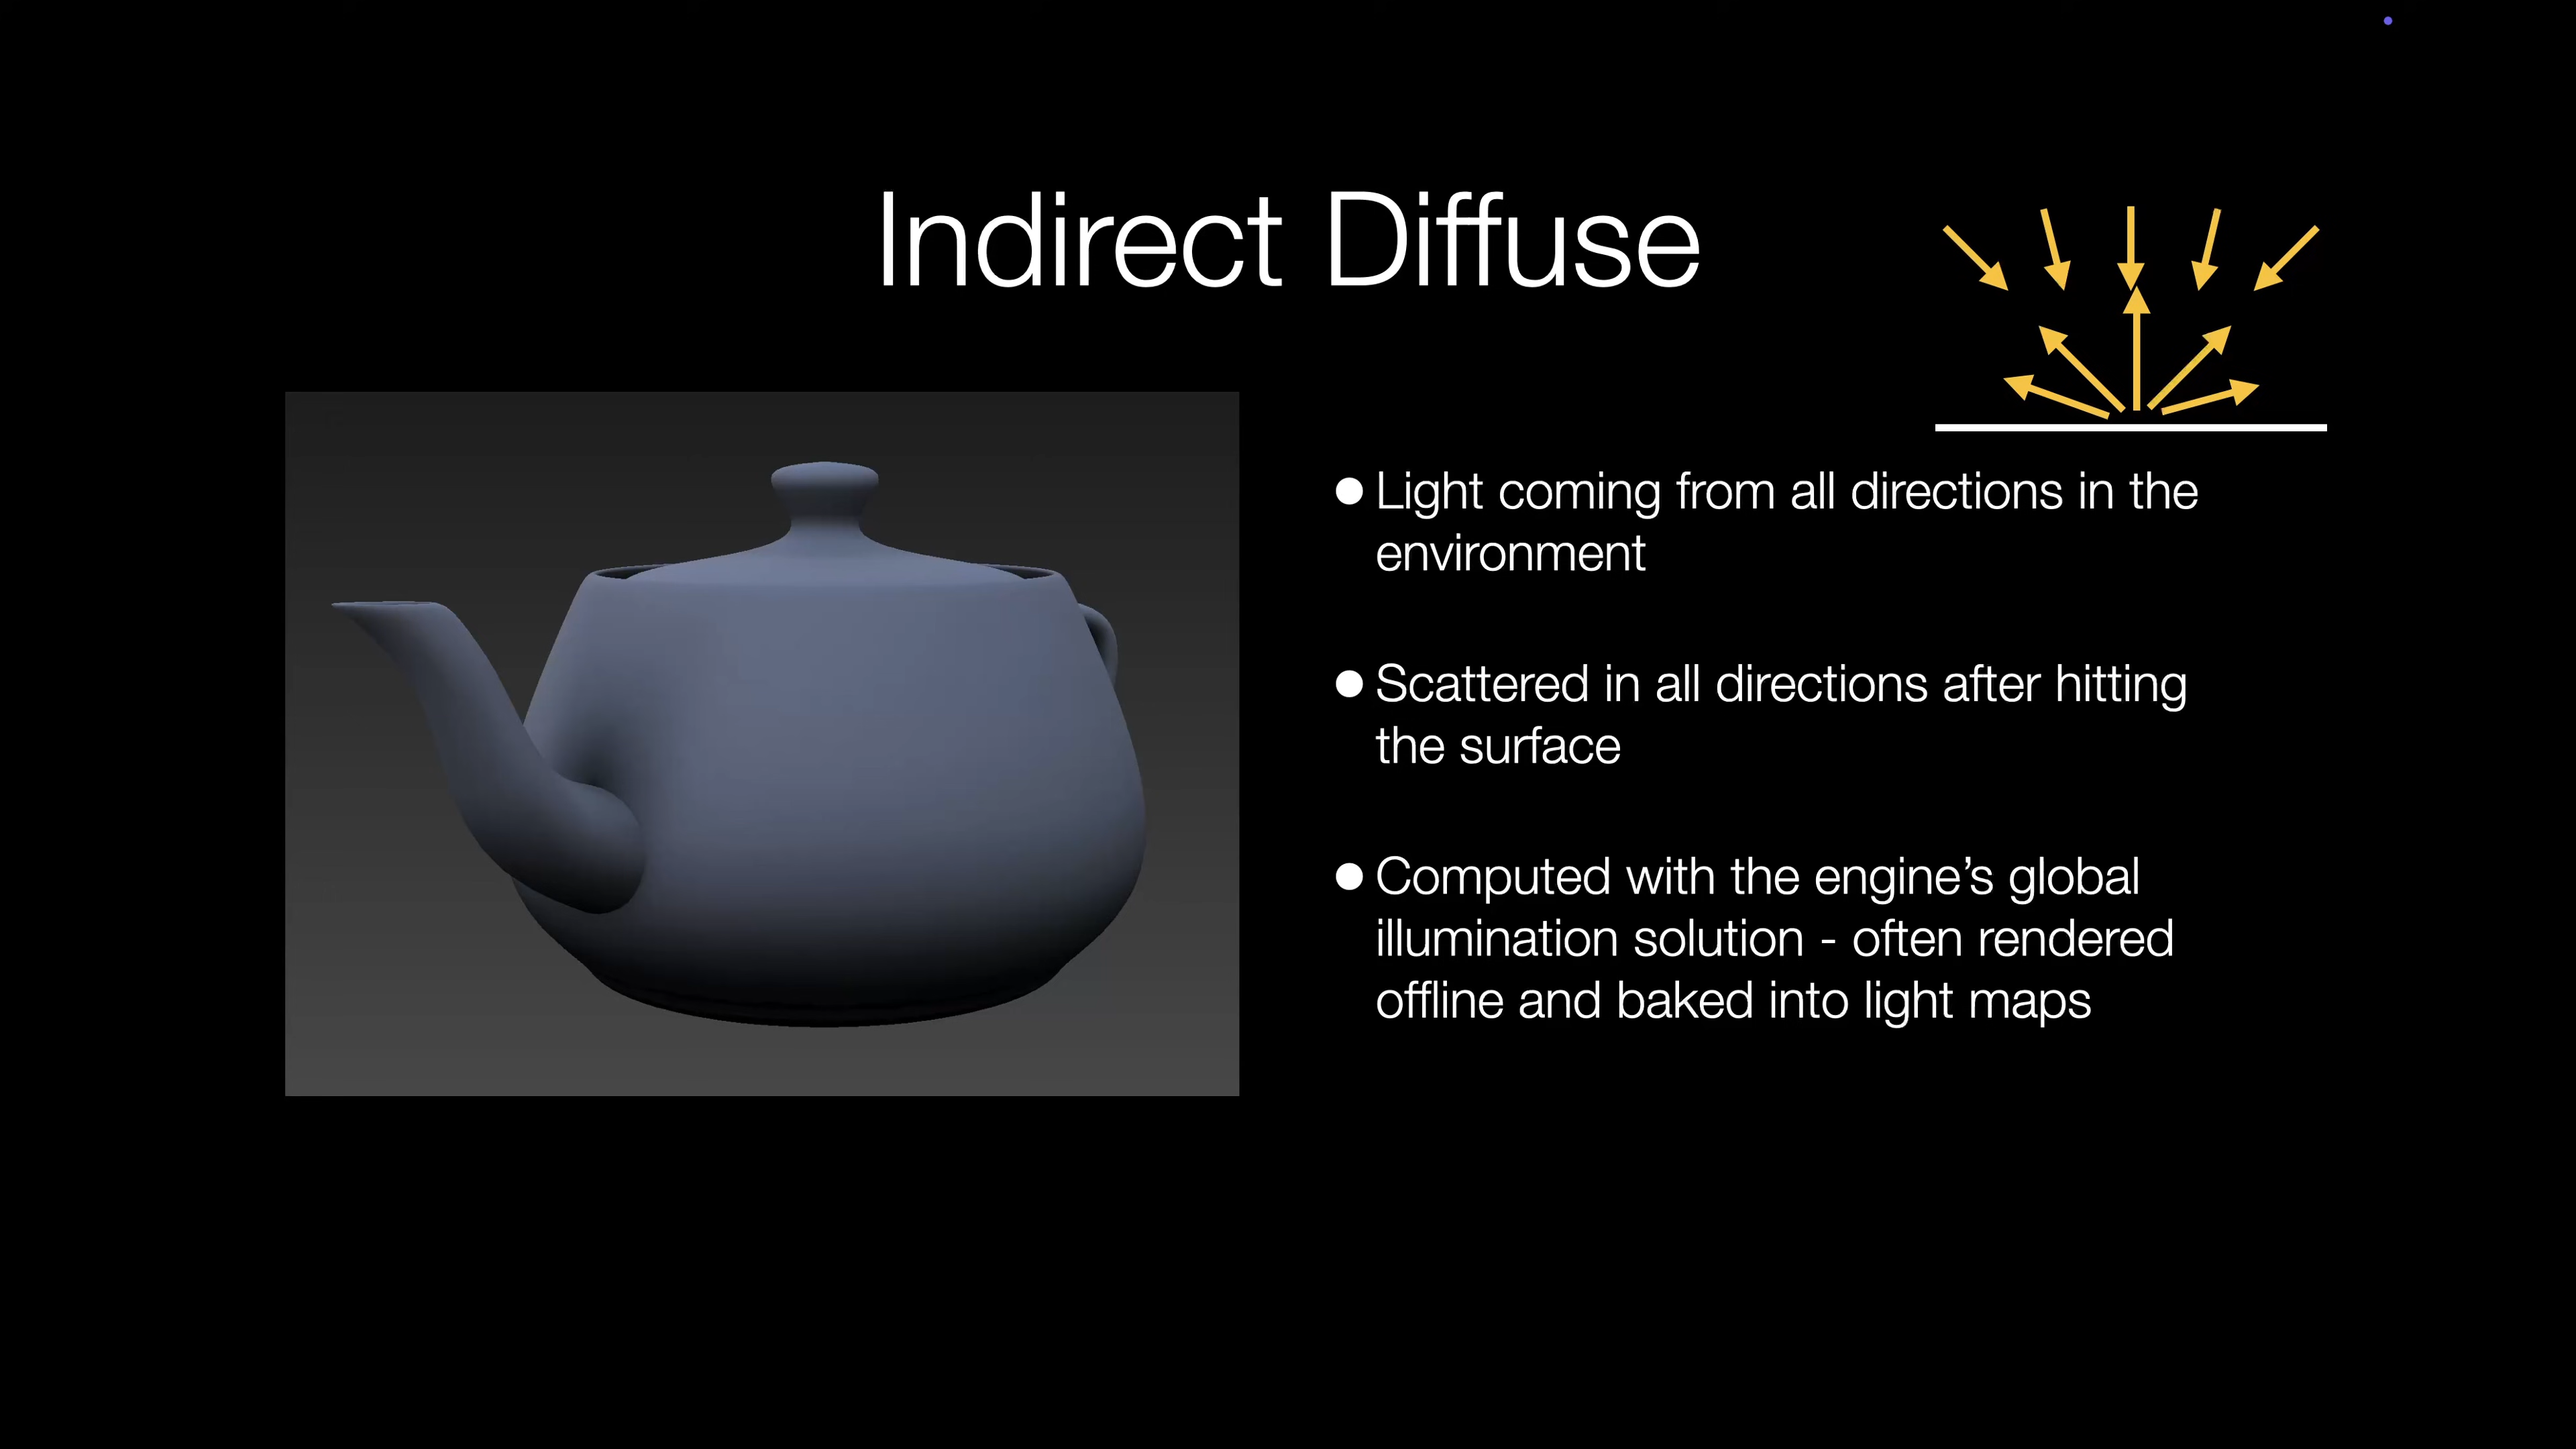 Indirect Diffuse
● Light coming from all directions in the
environment
● Scattered in all directions after hitting
the surface
● Computed with the engine’s global
illumination solution - often rendered
offline and baked into light maps